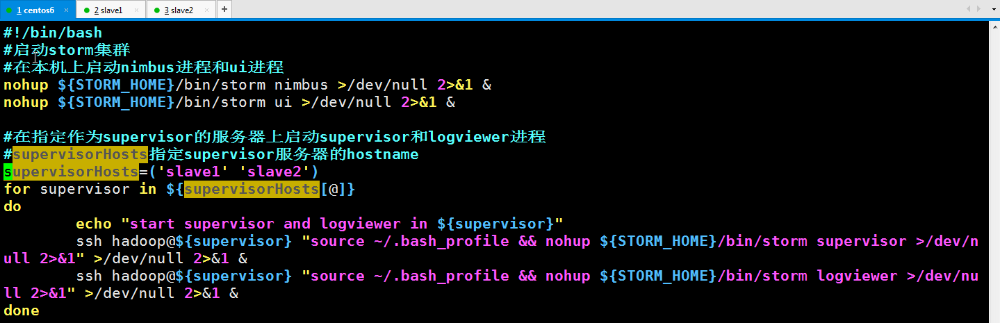 1 centos6 × 2 slave1 × 3 slave2 × +
#!/bin/bash
#启动storm集群
#在本机上启动nimbus进程和ui进程
nohup ${STORM_HOME}/bin/storm nimbus >/dev/null 2>&1 &
nohup ${STORM_HOME}/bin/storm ui >/dev/null 2>&1 &
#在指定作为supervisor的服务器上启动supervisor和logviewer进程
#supervisorHosts指定supervisor服务器的hostname
supervisorHosts=('slave1' 'slave2')
for supervisor in ${supervisorHosts[@]}
do
echo "start supervisor and logviewer in ${supervisor}"
ssh hadoop@${supervisor} "source ~/.bash_profile && nohup ${STORM_HOME}/bin/storm supervisor >/dev/n
ull 2>&1" >/dev/null 2>&1 &
ssh hadoop@${supervisor} "source ~/.bash_profile && nohup ${STORM_HOME}/bin/storm logviewer >/dev/nu
ll 2>&1" >/dev/null 2>&1 &
done